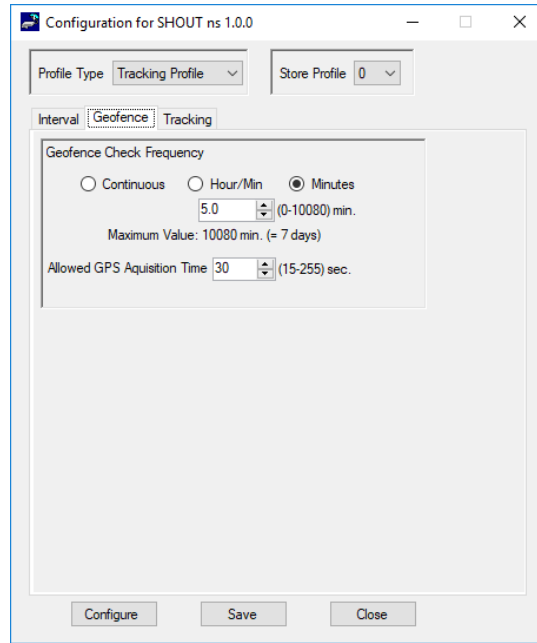 Configuration for SHOUT ns 1.0.0
Profile Type Tracking Profile Store Profile 0
Interval Geofence Tracking
Geofence Check Frequency
Continuous Hour/Min Minutes
5.0 (0-10080) min.
Maximum Value: 10080 min. (= 7 days)
Allowed GPS Aquisition Time 30 (15-255) sec.
Configure Save Close